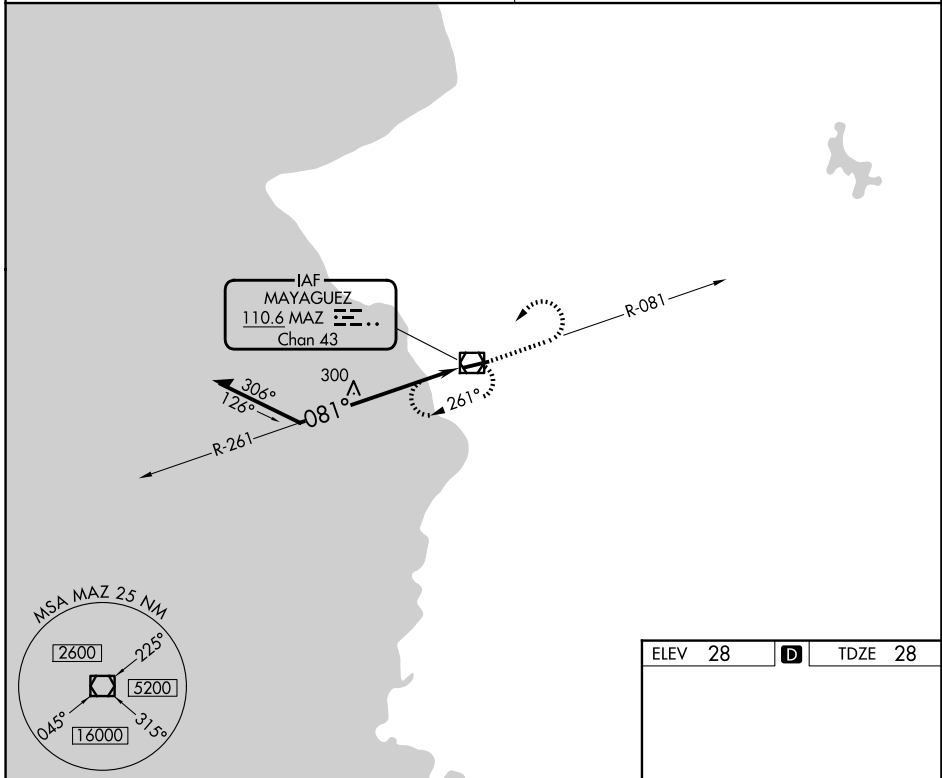 IAF
MAYAGUEZ
110.6 MAZ
Chan 43
R-081
300
306°
126°
081°
261°
R-261
MSA MAZ 25 NM
2600
225°
5200
045°
315°
16000
ELEV 28 D TDZE 28